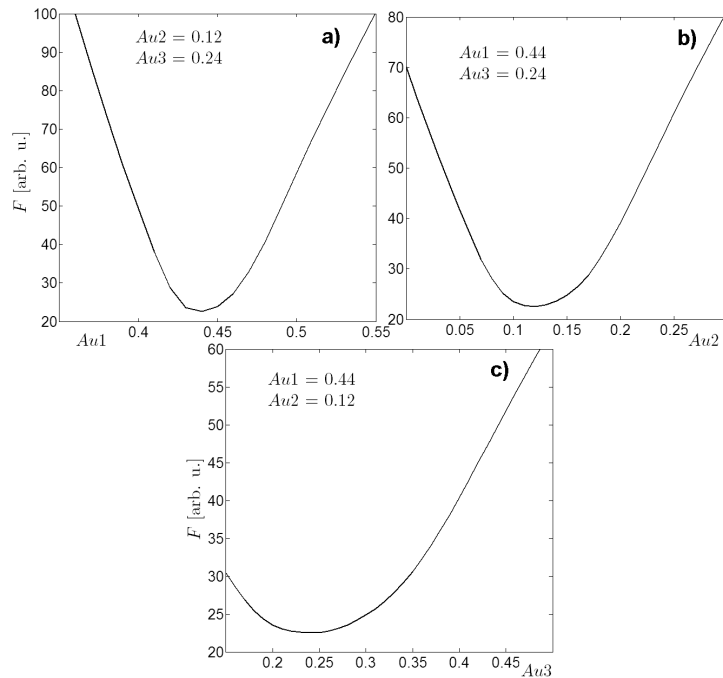 a)
Au2 = 0.12
Au3 = 0.24
100
90
80
70
60
50
40
30
20
F [arb. u.]
0.4 0.45 0.5 0.55
Au1
b)
Au1 = 0.44
Au3 = 0.24
80
70
60
50
40
30
20
0.05 0.1 0.15 0.2 0.25
Au2
c)
Au1 = 0.44
Au2 = 0.12
60
55
50
45
40
35
30
25
20
F [arb. u.]
0.2 0.25 0.3 0.35 0.4 0.45
Au3